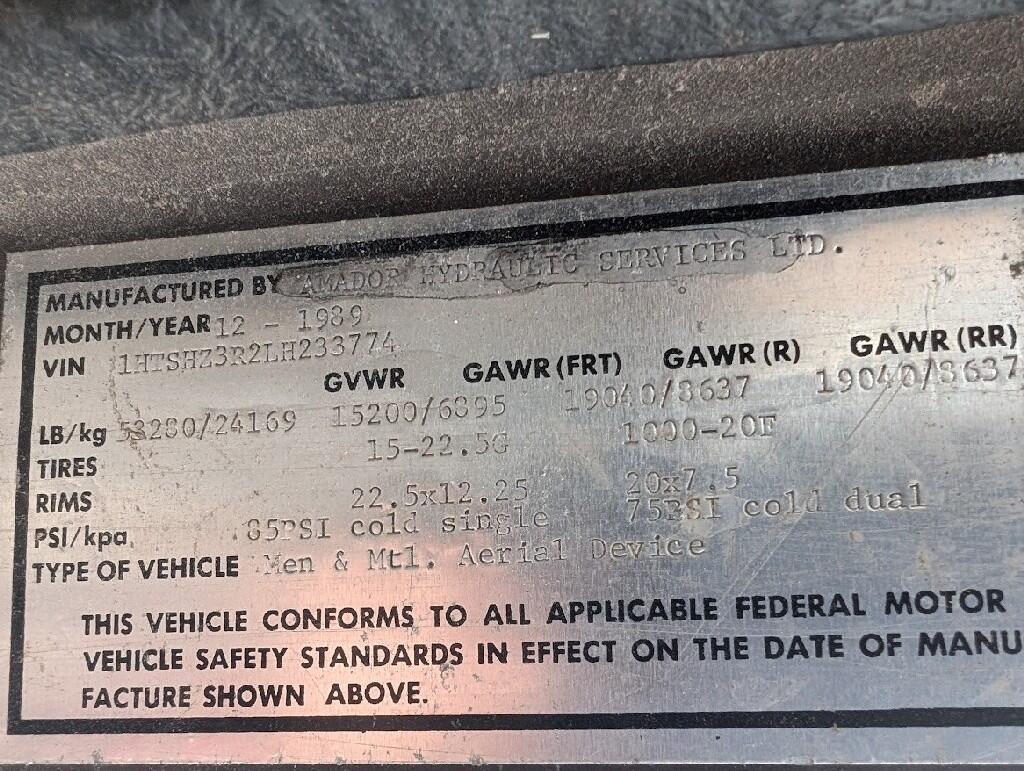 MANUFACTURED BY AMADOR HYDRAULIC SERVICES LTD.
MONTH/YEAR 12 - 1989
VIN 1HTSHZ3R2LH233774
GVWR GAWR (FRT) GAWR (R) GAWR (RR)
LB/kg 53280/24169 15200/6895 19040/8637 19040/8637
TIRES 15-22.5G 1000-20F
RIMS 22.5x12.25 20x7.5
PSI/kpa 85PSI cold single 75PSI cold dual
TYPE OF VEHICLE Men & Mtl. Aerial Device
THIS VEHICLE CONFORMS TO ALL APPLICABLE FEDERAL MOTOR
VEHICLE SAFETY STANDARDS IN EFFECT ON THE DATE OF MANU
FACTURE SHOWN ABOVE.